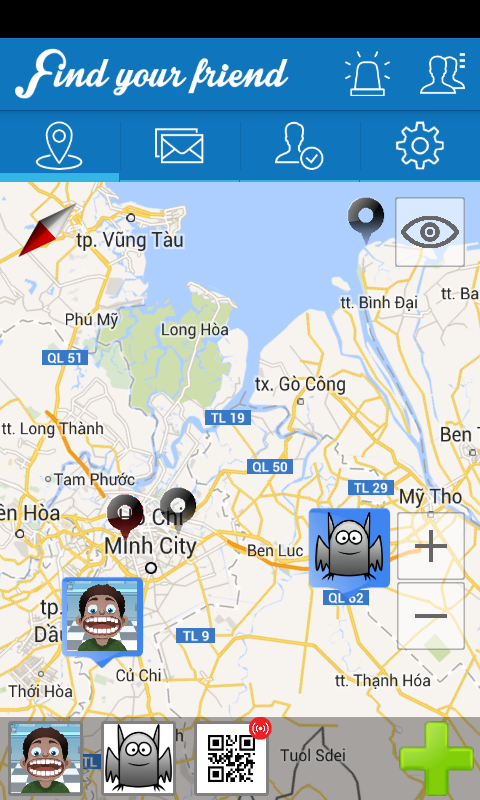 Find your friend
tp. Vũng Tàu
tt. Bình Đại
tt. Ba
Phú Mỹ
Long Hòa
QL 51
tx. Gò Công
TL 19
tt. Long Thành
Ben
QL 50
Tam Phước
TL 29
Mỹ Tho
ên Hòa
Chí
Minh City
Ben Luc
QL 62
tp.
Dầu
TL 9
Củ Chi
tt. Thạnh Hóa
Thới Hòa
h
TL
Tuol Sdei